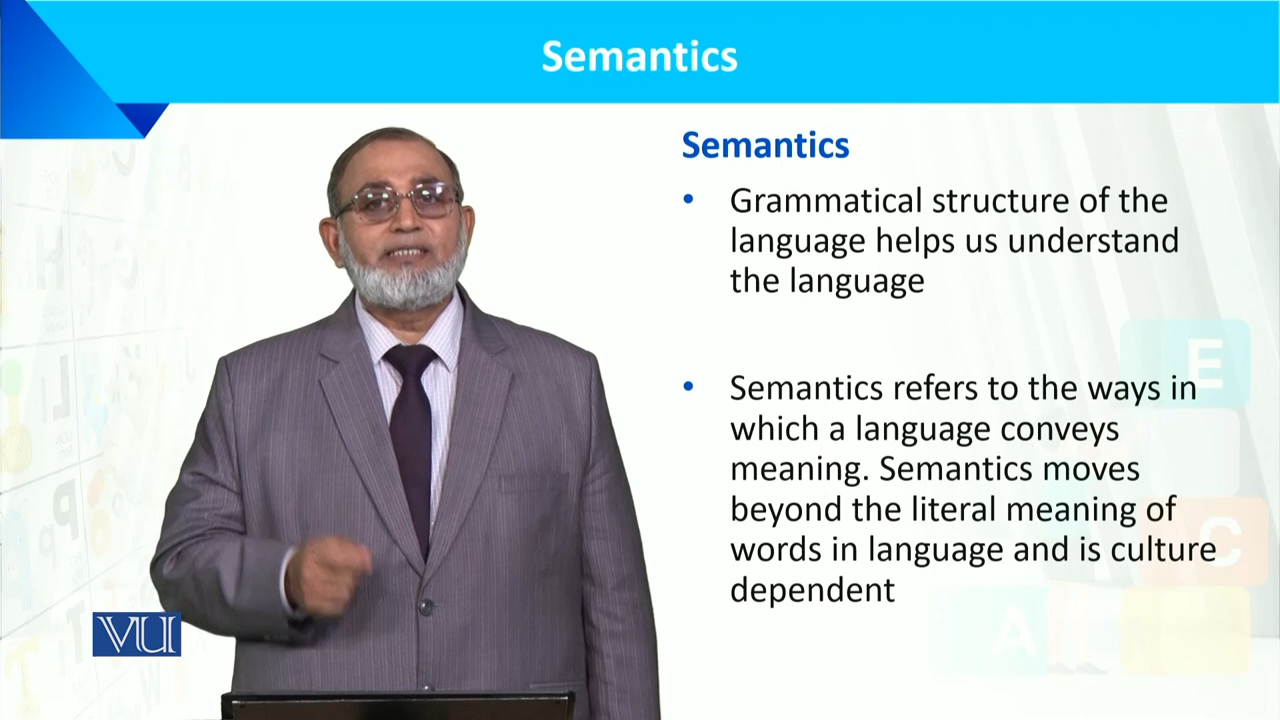 Semantics
Semantics
• Grammatical structure of the
language helps us understand
the language
• Semantics refers to the ways in
which a language conveys
meaning. Semantics moves
beyond the literal meaning of
words in language and is culture
dependent
VU
E
C
A